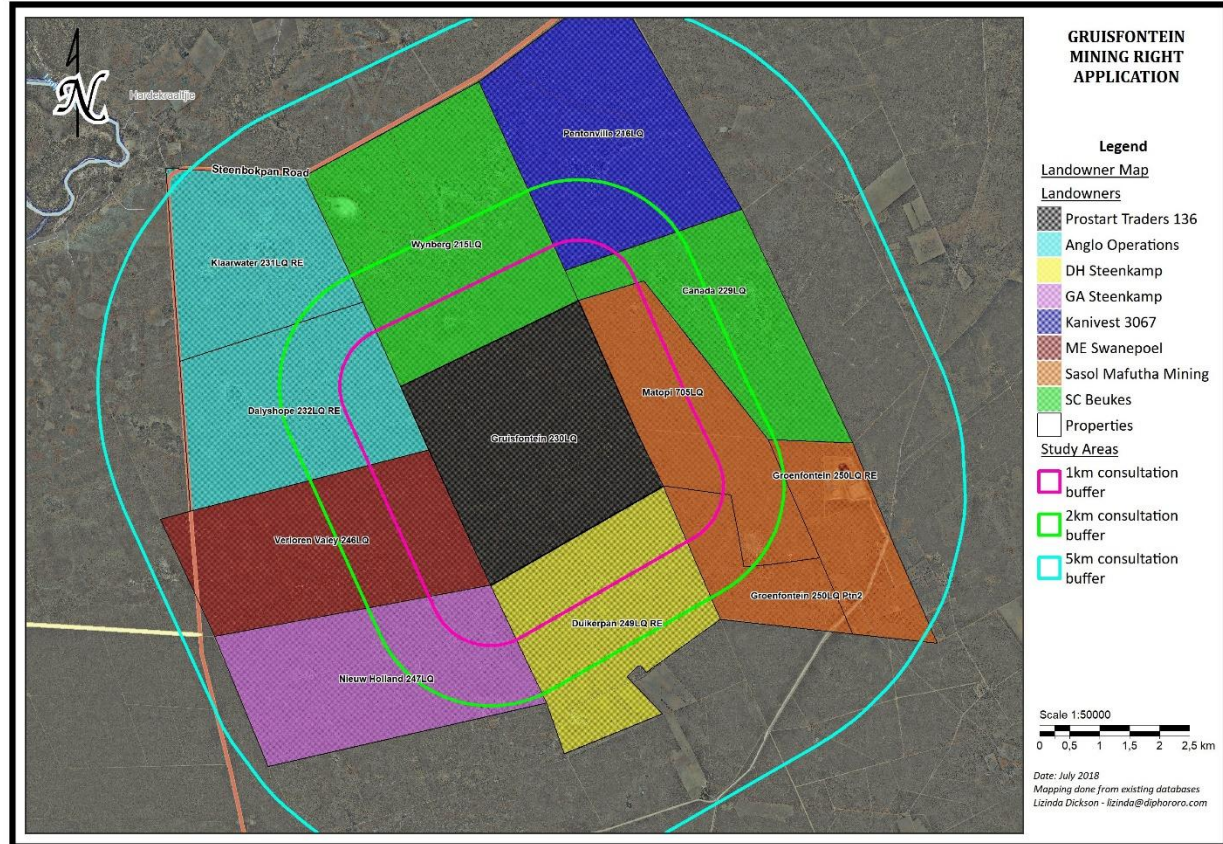 N
Hardekraaltjie
Steenbokpan Road
Pentonville 216LQ
Wynberg 215LQ
Klaarwater 231LQ RE
Canada 229LQ
Matopi 705LQ
Dalyshope 232LQ RE
Gruisfontein 230LQ
Groenfontein 250LQ RE
Verloren Valey 246LQ
Groenfontein 250LQ Ptn2
Duikerpan 249LQ RE
Nieuw Holland 247LQ
GRUISFONTEIN
MINING RIGHT
APPLICATION
Legend
Landowner Map
Landowners
Prostart Traders 136
Anglo Operations
DH Steenkamp
GA Steenkamp
Kanivest 3067
ME Swanepoel
Sasol Mafutha Mining
SC Beukes
Properties
Study Areas
1km consultation
buffer
2km consultation
buffer
5km consultation
buffer
Scale 1:50000
0 0,5 1 1,5 2 2,5 km
Date: July 2018
Mapping done from existing databases
Lizinda Dickson - lizinda@diphororo.com